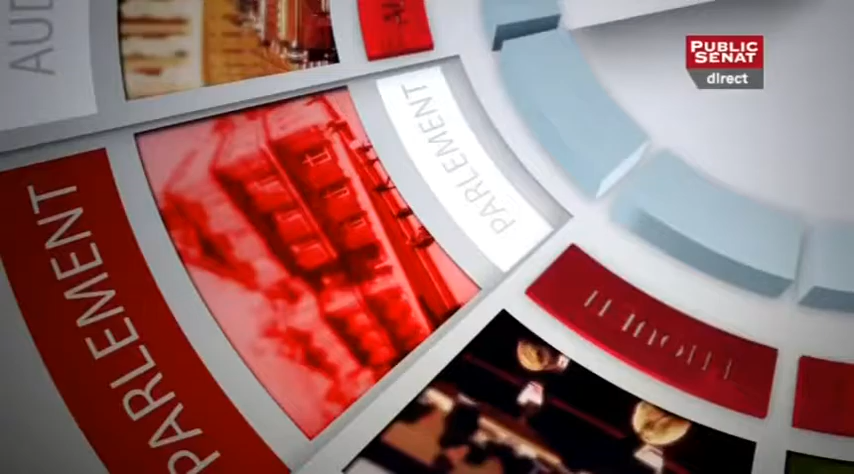 AUD
PUBLIC
SENAT
direct
PARLEMENT
PARLEMENT